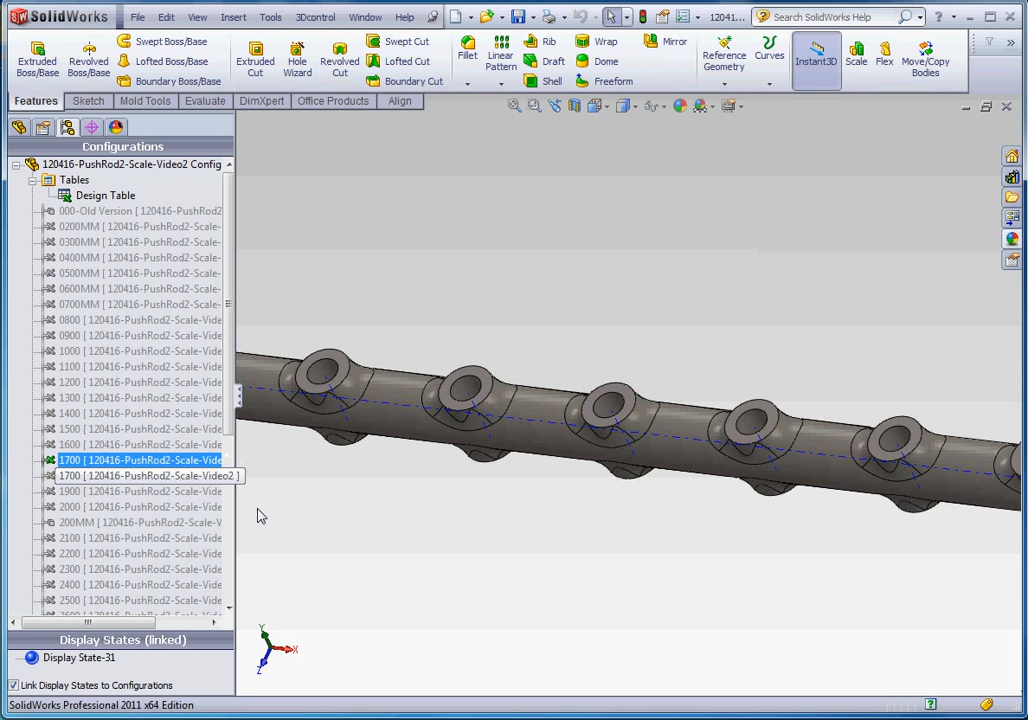 SolidWorks File Edit View Insert Tools 3Dcontrol Window Help 12041... Search SolidWorks Help
Extruded Boss/Base
Revolved Boss/Base
Swept Boss/Base
Lofted Boss/Base
Boundary Boss/Base
Extruded Cut
Hole Wizard
Revolved Cut
Swept Cut
Lofted Cut
Boundary Cut
Fillet
Linear Pattern
Rib
Draft
Shell
Wrap
Dome
Freeform
Mirror
Reference Geometry
Curves
Instant3D
Scale
Flex
Move/Copy Bodies
Features Sketch Mold Tools Evaluate DimXpert Office Products Align
Configurations
120416-PushRod2-Scale-Video2 Config
Tables
Design Table
000-Old Version [ 120416-PushRod2
0200MM [ 120416-PushRod2-Scale-
0300MM [ 120416-PushRod2-Scale-
0400MM [ 120416-PushRod2-Scale-
0500MM [ 120416-PushRod2-Scale-
0600MM [ 120416-PushRod2-Scale-
0700MM [ 120416-PushRod2-Scale-
0800 [ 120416-PushRod2-Scale-Vide
0900 [ 120416-PushRod2-Scale-Vide
1000 [ 120416-PushRod2-Scale-Vide
1100 [ 120416-PushRod2-Scale-Vide
1200 [ 120416-PushRod2-Scale-Vide
1300 [ 120416-PushRod2-Scale-Vide
1400 [ 120416-PushRod2-Scale-Vide
1500 [ 120416-PushRod2-Scale-Vide
1600 [ 120416-PushRod2-Scale-Vide
1700 [ 120416-PushRod2-Scale-Vide
1700 [ 120416-PushRod2-Scale-Video2 ]
1900 [ 120416-PushRod2-Scale-Vide
2000 [ 120416-PushRod2-Scale-Vide
200MM [ 120416-PushRod2-Scale-V
2100 [ 120416-PushRod2-Scale-Vide
2200 [ 120416-PushRod2-Scale-Vide
2300 [ 120416-PushRod2-Scale-Vide
2400 [ 120416-PushRod2-Scale-Vide
2500 [ 120416-PushRod2-Scale-Vide
Display States (linked)
Display State-31
Link Display States to Configurations
Y
X
Z
SolidWorks Professional 2011 x64 Edition